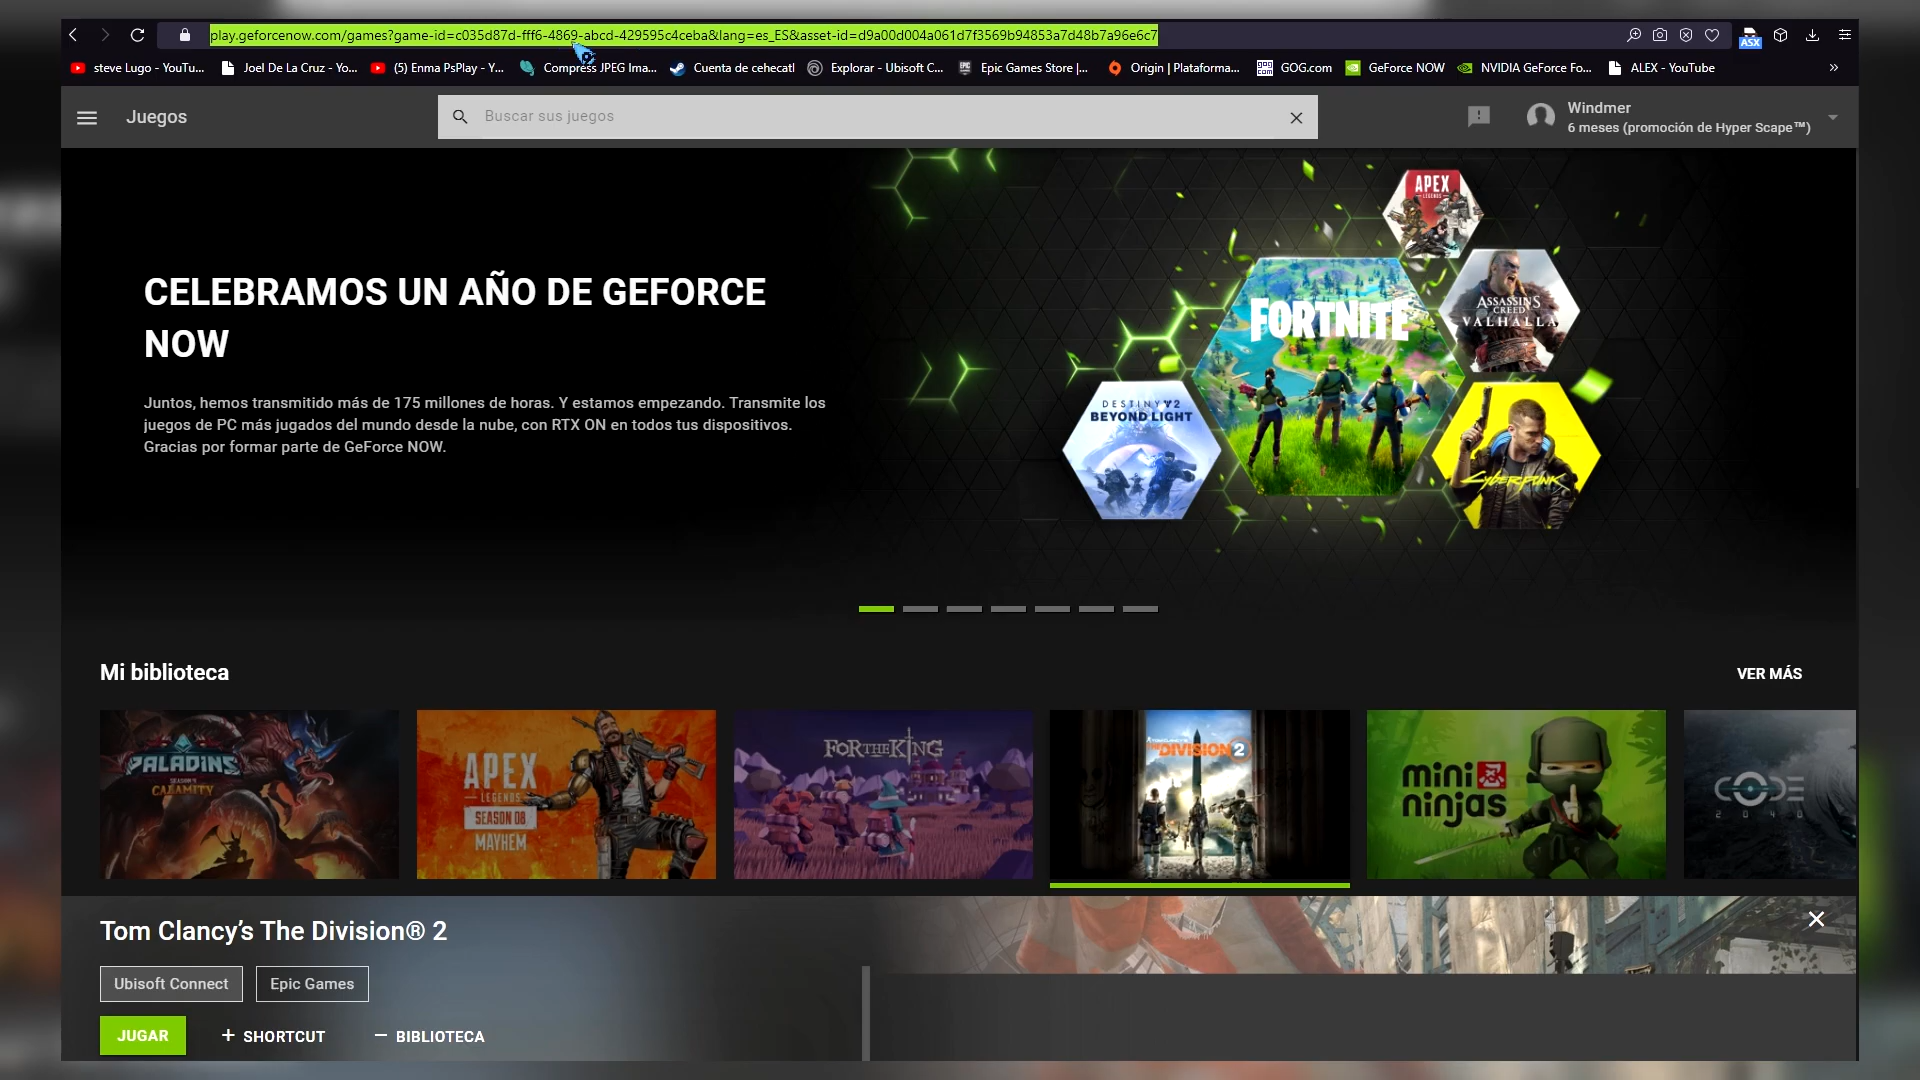 play.geforcenow.com/games?game-id=c035d87d-fff6-4869-abcd-429595c4ceba&lang=es_ES&asset-id=d9a00d004a061d7f3569b94853a7d48b7a96e6c7
ASX
steve Lugo - YouTu... Joel De La Cruz - Yo... (5) Enma PsPlay - Y... Compress JPEG Ima... Cuenta de cehecatl Explorar - Ubisoft C... Epic Games Store |... Origin | Plataforma... GOG.com GeForce NOW NVIDIA GeForce Fo... ALEX - YouTube »
Juegos
Buscar sus juegos
Windmer
6 meses (promoción de Hyper Scape™)
CELEBRAMOS UN AÑO DE GEFORCE
NOW
Juntos, hemos transmitido más de 175 millones de horas. Y estamos empezando. Transmite los
juegos de PC más jugados del mundo desde la nube, con RTX ON en todos tus dispositivos.
Gracias por formar parte de GeForce NOW.
APEX
LEGENDS
ASSASSIN'S
CREED
VALHALLA
FORTNITE
DESTINY 2
BEYOND LIGHT
CYBERPUNK
Mi biblioteca
VER MÁS
PALADINS
CALAMITY
APEX
LEGENDS
SEASON 08
MAYHEM
FOR THE KING
TOM CLANCY'S
THE DIVISION 2
mini
ninjas
忍
CODE
2040
Tom Clancy's The Division® 2
Ubisoft Connect
Epic Games
JUGAR
+ SHORTCUT
− BIBLIOTECA